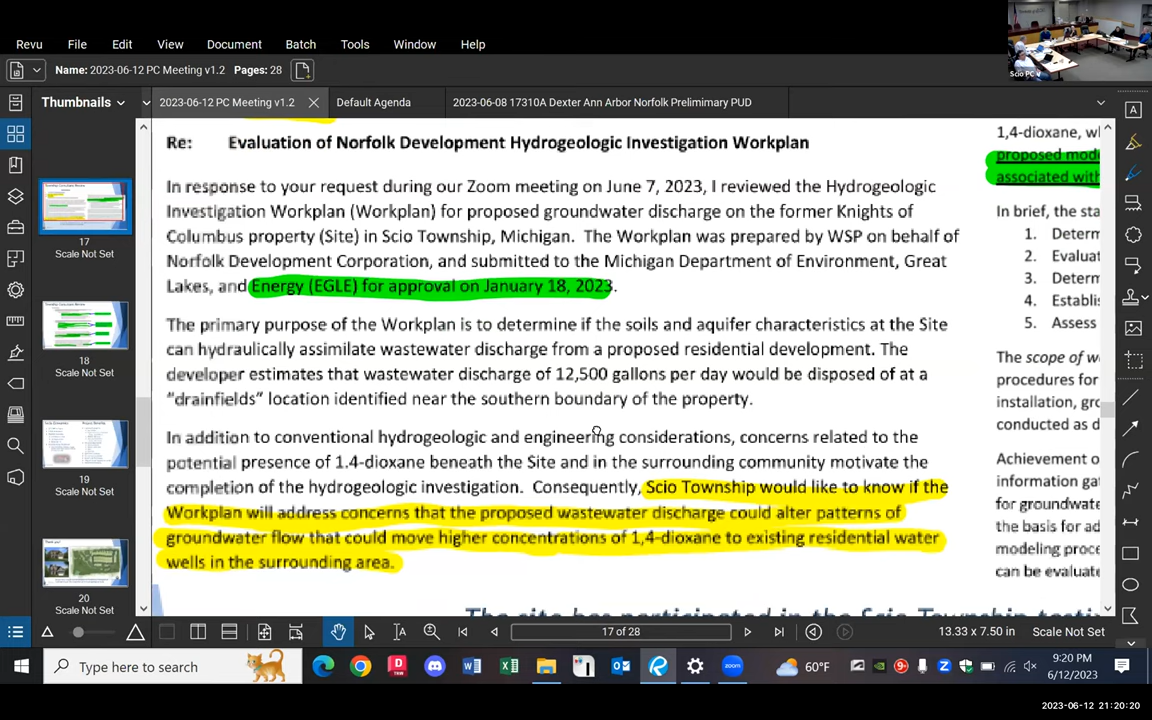 Revu File Edit View Document Batch Tools Window Help
Scio PC
Name: 2023-06-12 PC Meeting v1.2 Pages: 28
Thumbnails
2023-06-12 PC Meeting v1.2
Default Agenda
2023-06-08 17310A Dexter Ann Arbor Norfolk Prelimimary PUD
17
Scale Not Set
18
Scale Not Set
19
Scale Not Set
20
Scale Not Set
Re: Evaluation of Norfolk Development Hydrogeologic Investigation Workplan
In response to your request during our Zoom meeting on June 7, 2023, I reviewed the Hydrogeologic
Investigation Workplan (Workplan) for proposed groundwater discharge on the former Knights of
Columbus property (Site) in Scio Township, Michigan. The Workplan was prepared by WSP on behalf of
Norfolk Development Corporation, and submitted to the Michigan Department of Environment, Great
Lakes, and Energy (EGLE) for approval on January 18, 2023.
The primary purpose of the Workplan is to determine if the soils and aquifer characteristics at the Site
can hydraulically assimilate wastewater discharge from a proposed residential development. The
developer estimates that wastewater discharge of 12,500 gallons per day would be disposed of at a
"drainfields" location identified near the southern boundary of the property.
In addition to conventional hydrogeologic and engineering considerations, concerns related to the
potential presence of 1.4-dioxane beneath the Site and in the surrounding community motivate the
completion of the hydrogeologic investigation. Consequently, Scio Township would like to know if the
Workplan will address concerns that the proposed wastewater discharge could alter patterns of
groundwater flow that could move higher concentrations of 1,4-dioxane to existing residential water
wells in the surrounding area.
1,4-dioxane, wh
proposed mode
associated with
In brief, the sta
1. Determ
2. Evaluat
3. Determ
4. Establis
5. Assess
The scope of wo
procedures for
installation, gro
conducted as d
Achievement o
information gat
for groundwate
the basis for ad
modeling proce
can be evaluate
17 of 28
13.33 x 7.50 in Scale Not Set
Type here to search
60°F
9:20 PM
6/12/2023
2023-06-12 21:20:20